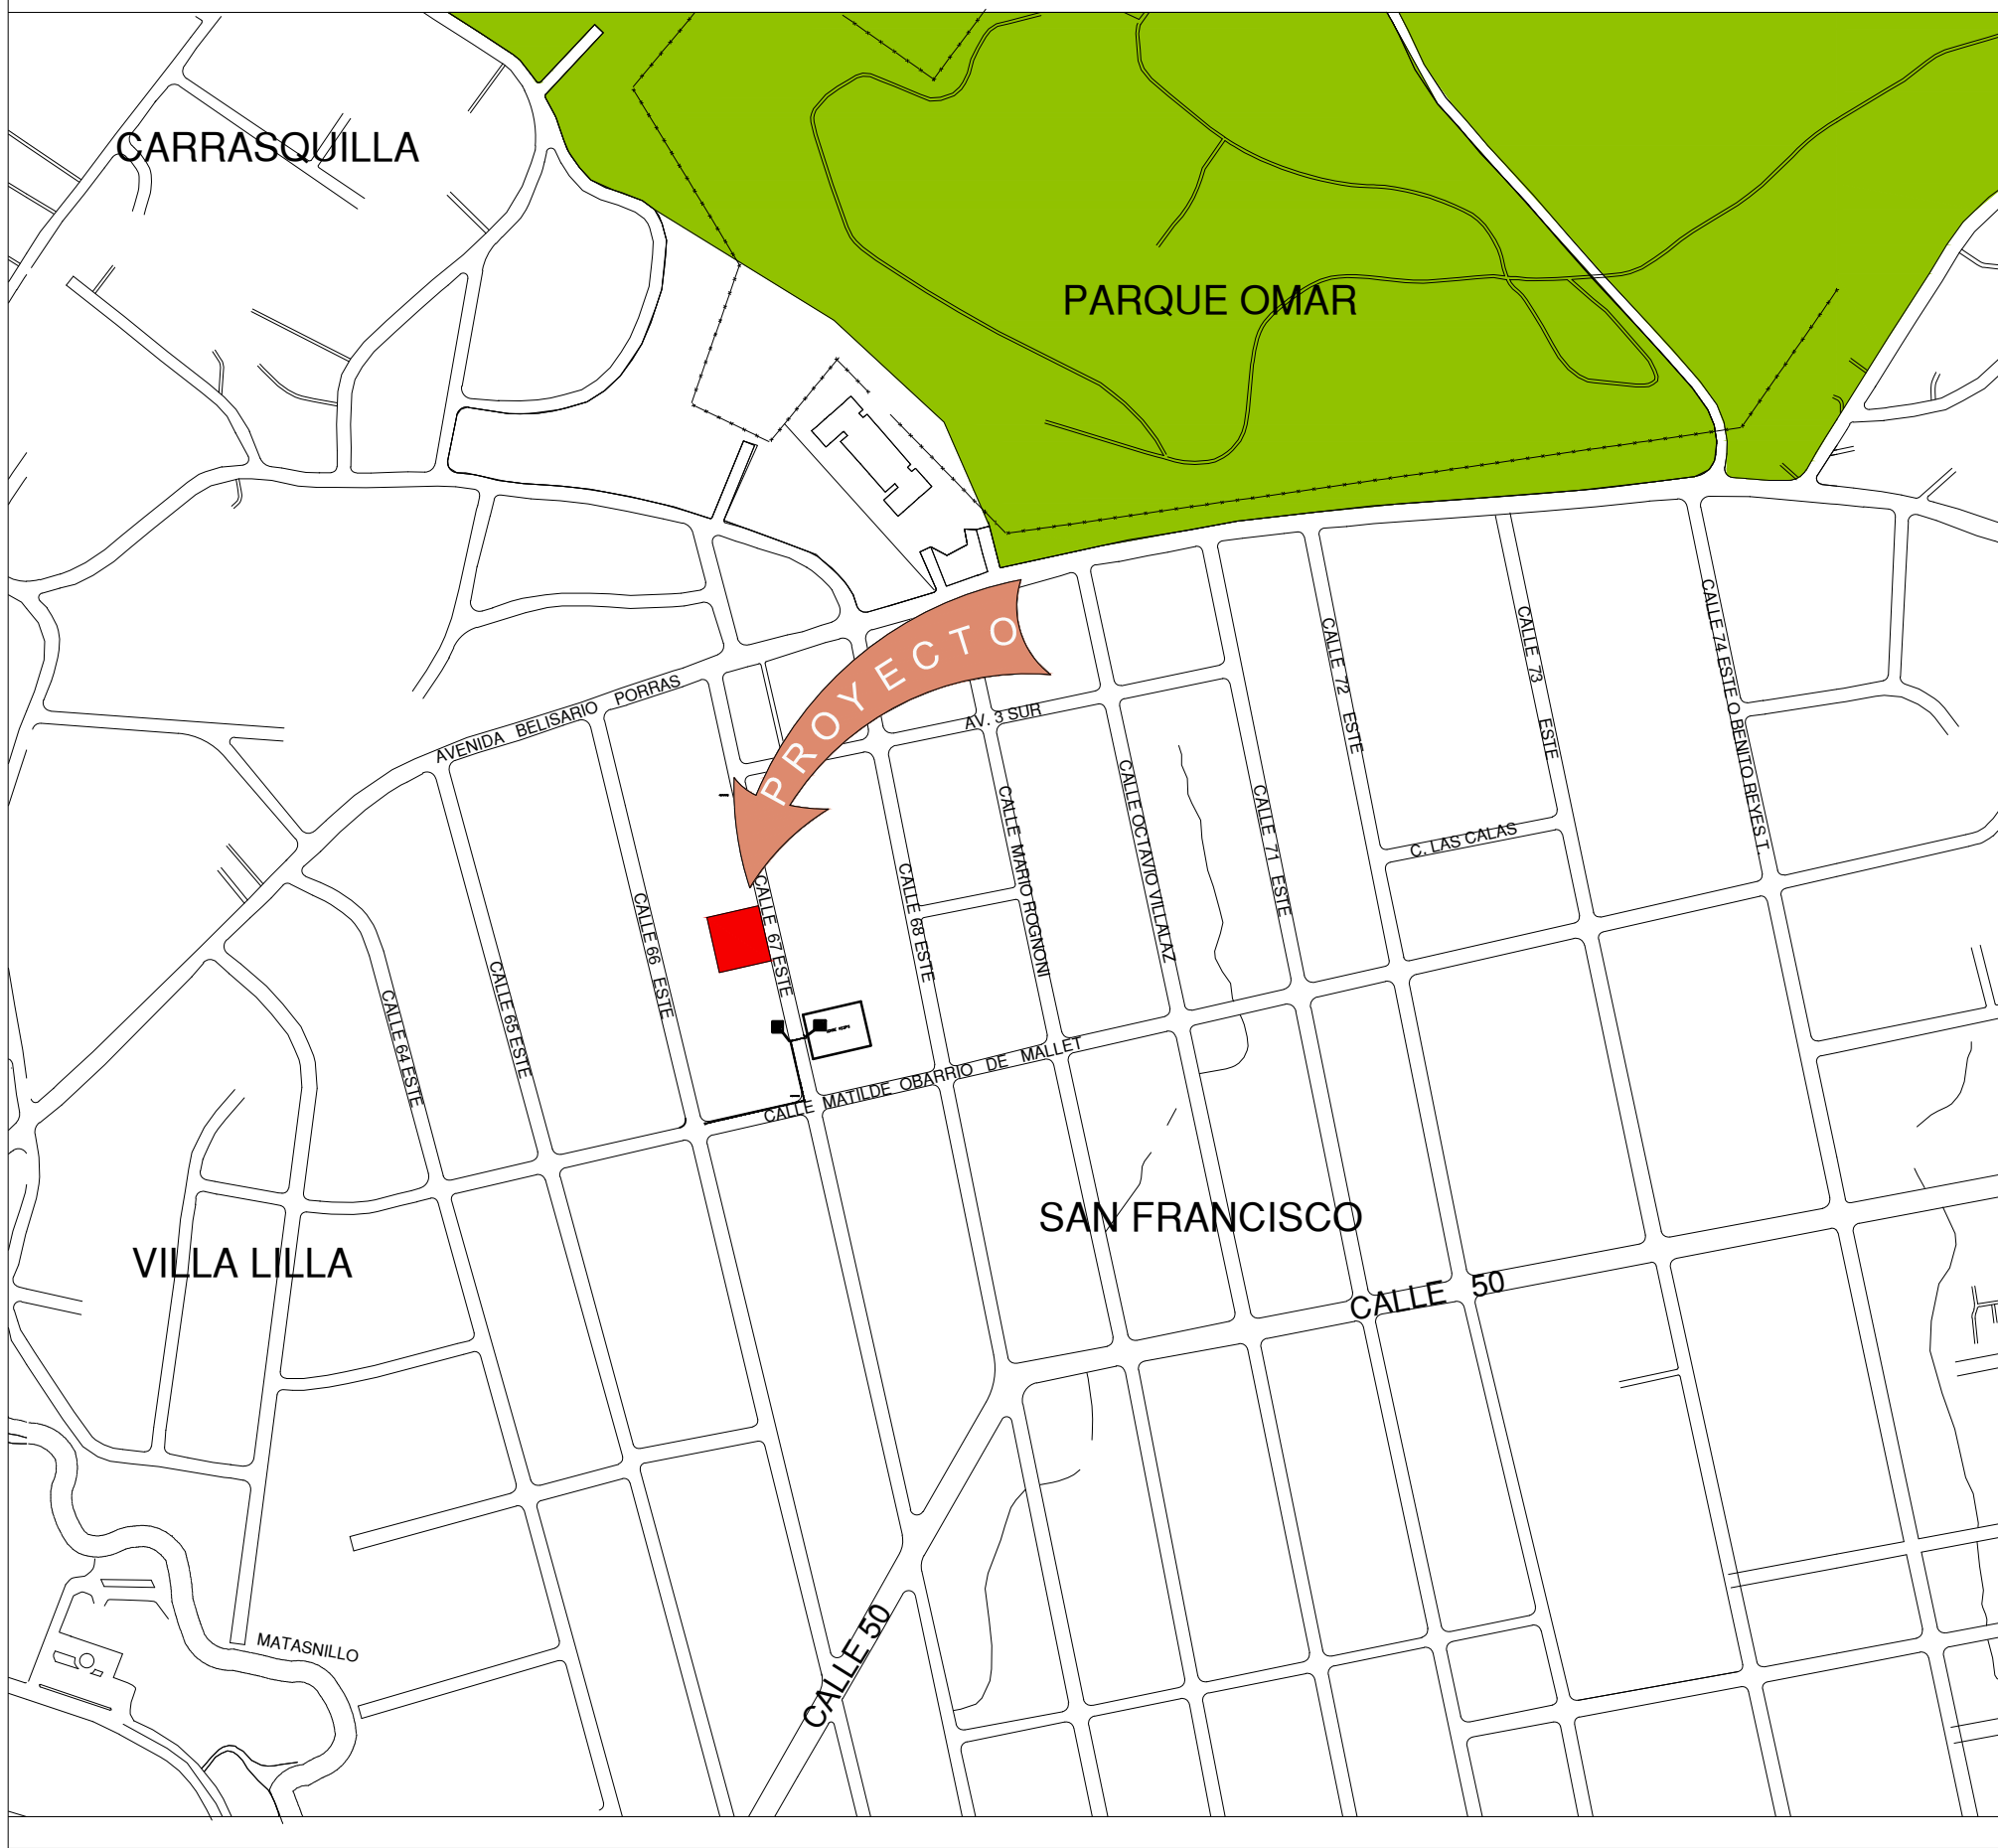 CARRASQUILLA
PARQUE OMAR
PROYECTO
AVENIDA BELISARIO PORRAS
AV. 3 SUR
CALLE 72 ESTE
CALLE 73 ESTE
CALLE 74 ESTE O BENITO REYES T.
C. LAS CALAS
CALLE 64 ESTE
CALLE 65 ESTE
CALLE 66 ESTE
CALLE 67 ESTE
CALLE 68 ESTE
CALLE MARIO ROGNONI
CALLE OCTAVIO VILLALAZ
CALLE 71 ESTE
CALLE MATILDE OBARRIO DE MALLET
SAN FRANCISCO
VILLA LILLA
CALLE 50
CALLE 50
MATASNILLO